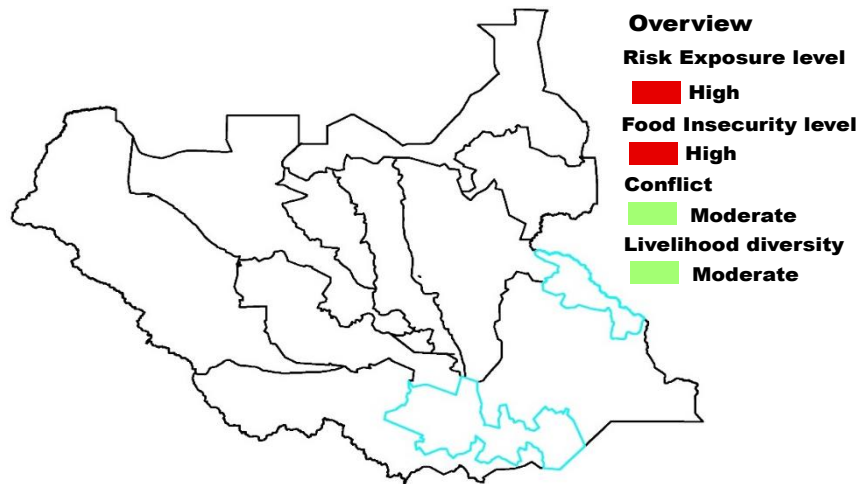 Overview
Risk Exposure level
High
Food Insecurity level
High
Conflict
Moderate
Livelihood diversity
Moderate